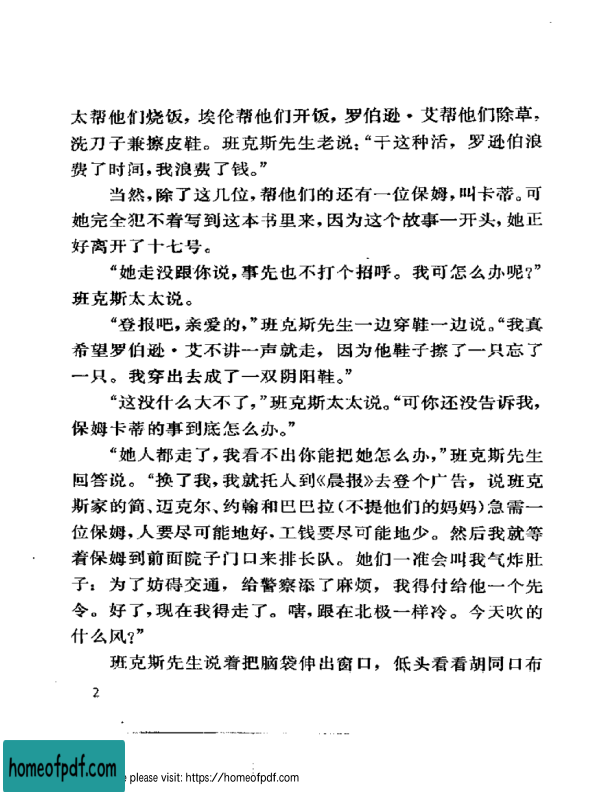 太帮他们烧饭，埃伦帮他们开饭，罗伯逊·艾帮他们除草，
洗刀子兼擦皮鞋。班克斯先生老说：“干这种活，罗逊伯浪
费了时间，我浪费了钱。”
当然，除了这几位，帮他们的还有一位保姆，叫卡蒂。可
她完全犯不着写到这本书里来，因为这个故事一开头，她正
好离开了十七号。
“她走没跟你说，事先也不打个招呼。我可怎么办呢？”
班克斯太太说。
“登报吧，亲爱的，”班克斯先生一边穿鞋一边说。“我真
希望罗伯逊·艾不讲一声就走，因为他鞋子擦了一只忘了
一只。我穿出去成了一双阴阳鞋。”
“这没什么大不了，”班克斯太太说。“可你还没告诉我，
保姆卡蒂的事到底怎么办。”
“她人都走了，我看不出你能把她怎么办，”班克斯先生
回答说。“换了我，我就托人到《晨报》去登个广告，说班克
斯家的简、迈克尔、约翰和巴巴拉（不提他们的妈妈）急需一
位保姆，人要尽可能地好，工钱要尽可能地少。然后我就等
着保姆到前面院子门口来排长队。她们一准会叫我气炸肚
子：为了妨碍交通，给警察添了麻烦，我得付给他一个先
令。好了，现在我得走了。嘻，跟在北极一样冷。今天吹的
什么风？”
班克斯先生说着把脑袋伸出窗口，低头看看胡同口布
2
homeofpdf.com
please visit: https://homeofpdf.com